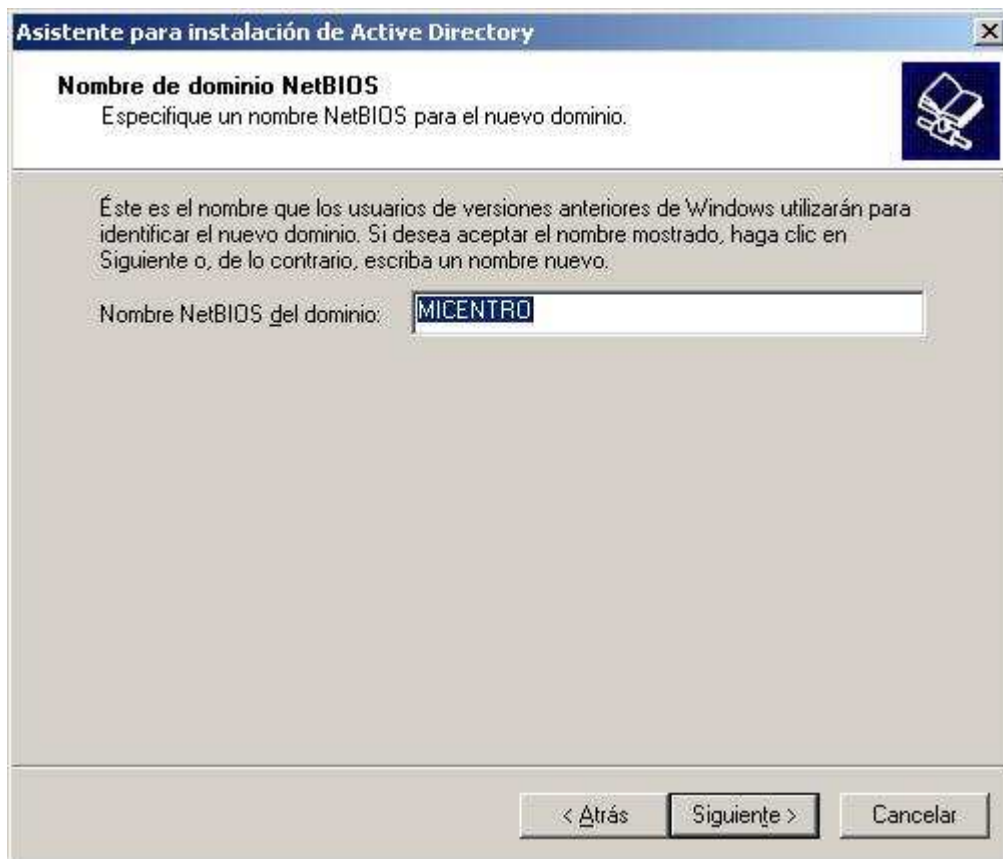 Asistente para instalación de Active Directory
Nombre de dominio NetBIOS
Especifique un nombre NetBIOS para el nuevo dominio.
Éste es el nombre que los usuarios de versiones anteriores de Windows utilizarán para
identificar el nuevo dominio. Si desea aceptar el nombre mostrado, haga clic en
Siguiente o, de lo contrario, escriba un nombre nuevo.
Nombre NetBIOS del dominio: MICENTRO
< Atrás Siguiente > Cancelar